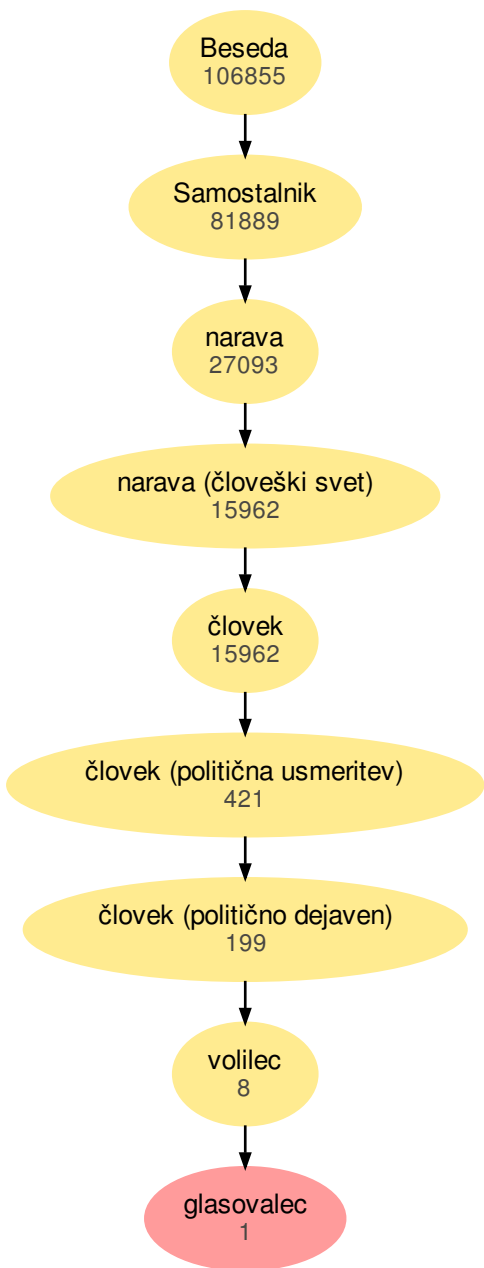 Beseda
106855
Samostalnik
81889
narava
27093
narava (človeški svet)
15962
človek
15962
človek (politična usmeritev)
421
človek (politično dejaven)
199
volilec
8
glasovalec
1